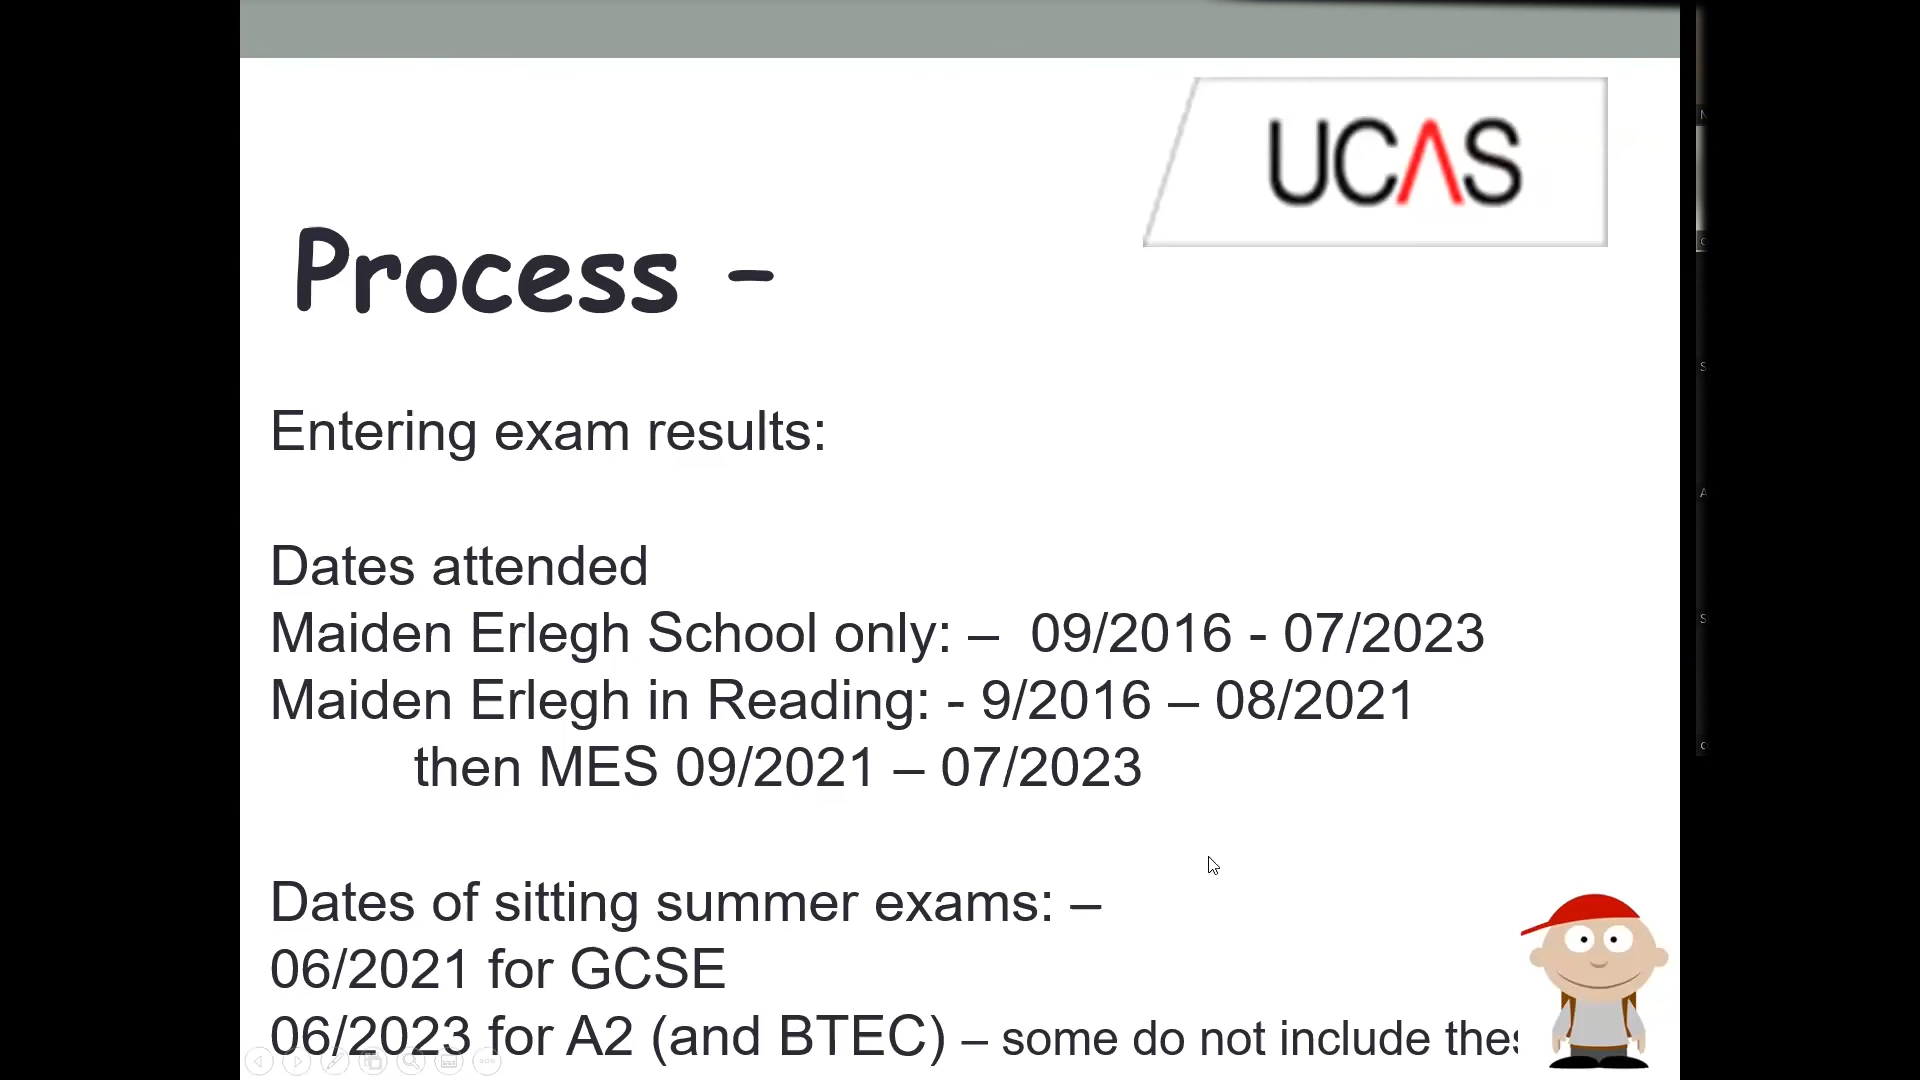 UCAS
Process -
Entering exam results:
Dates attended
Maiden Erlegh School only: – 09/2016 - 07/2023
Maiden Erlegh in Reading: - 9/2016 – 08/2021
then MES 09/2021 – 07/2023
Dates of sitting summer exams: –
06/2021 for GCSE
06/2023 for A2 (and BTEC) – some do not include